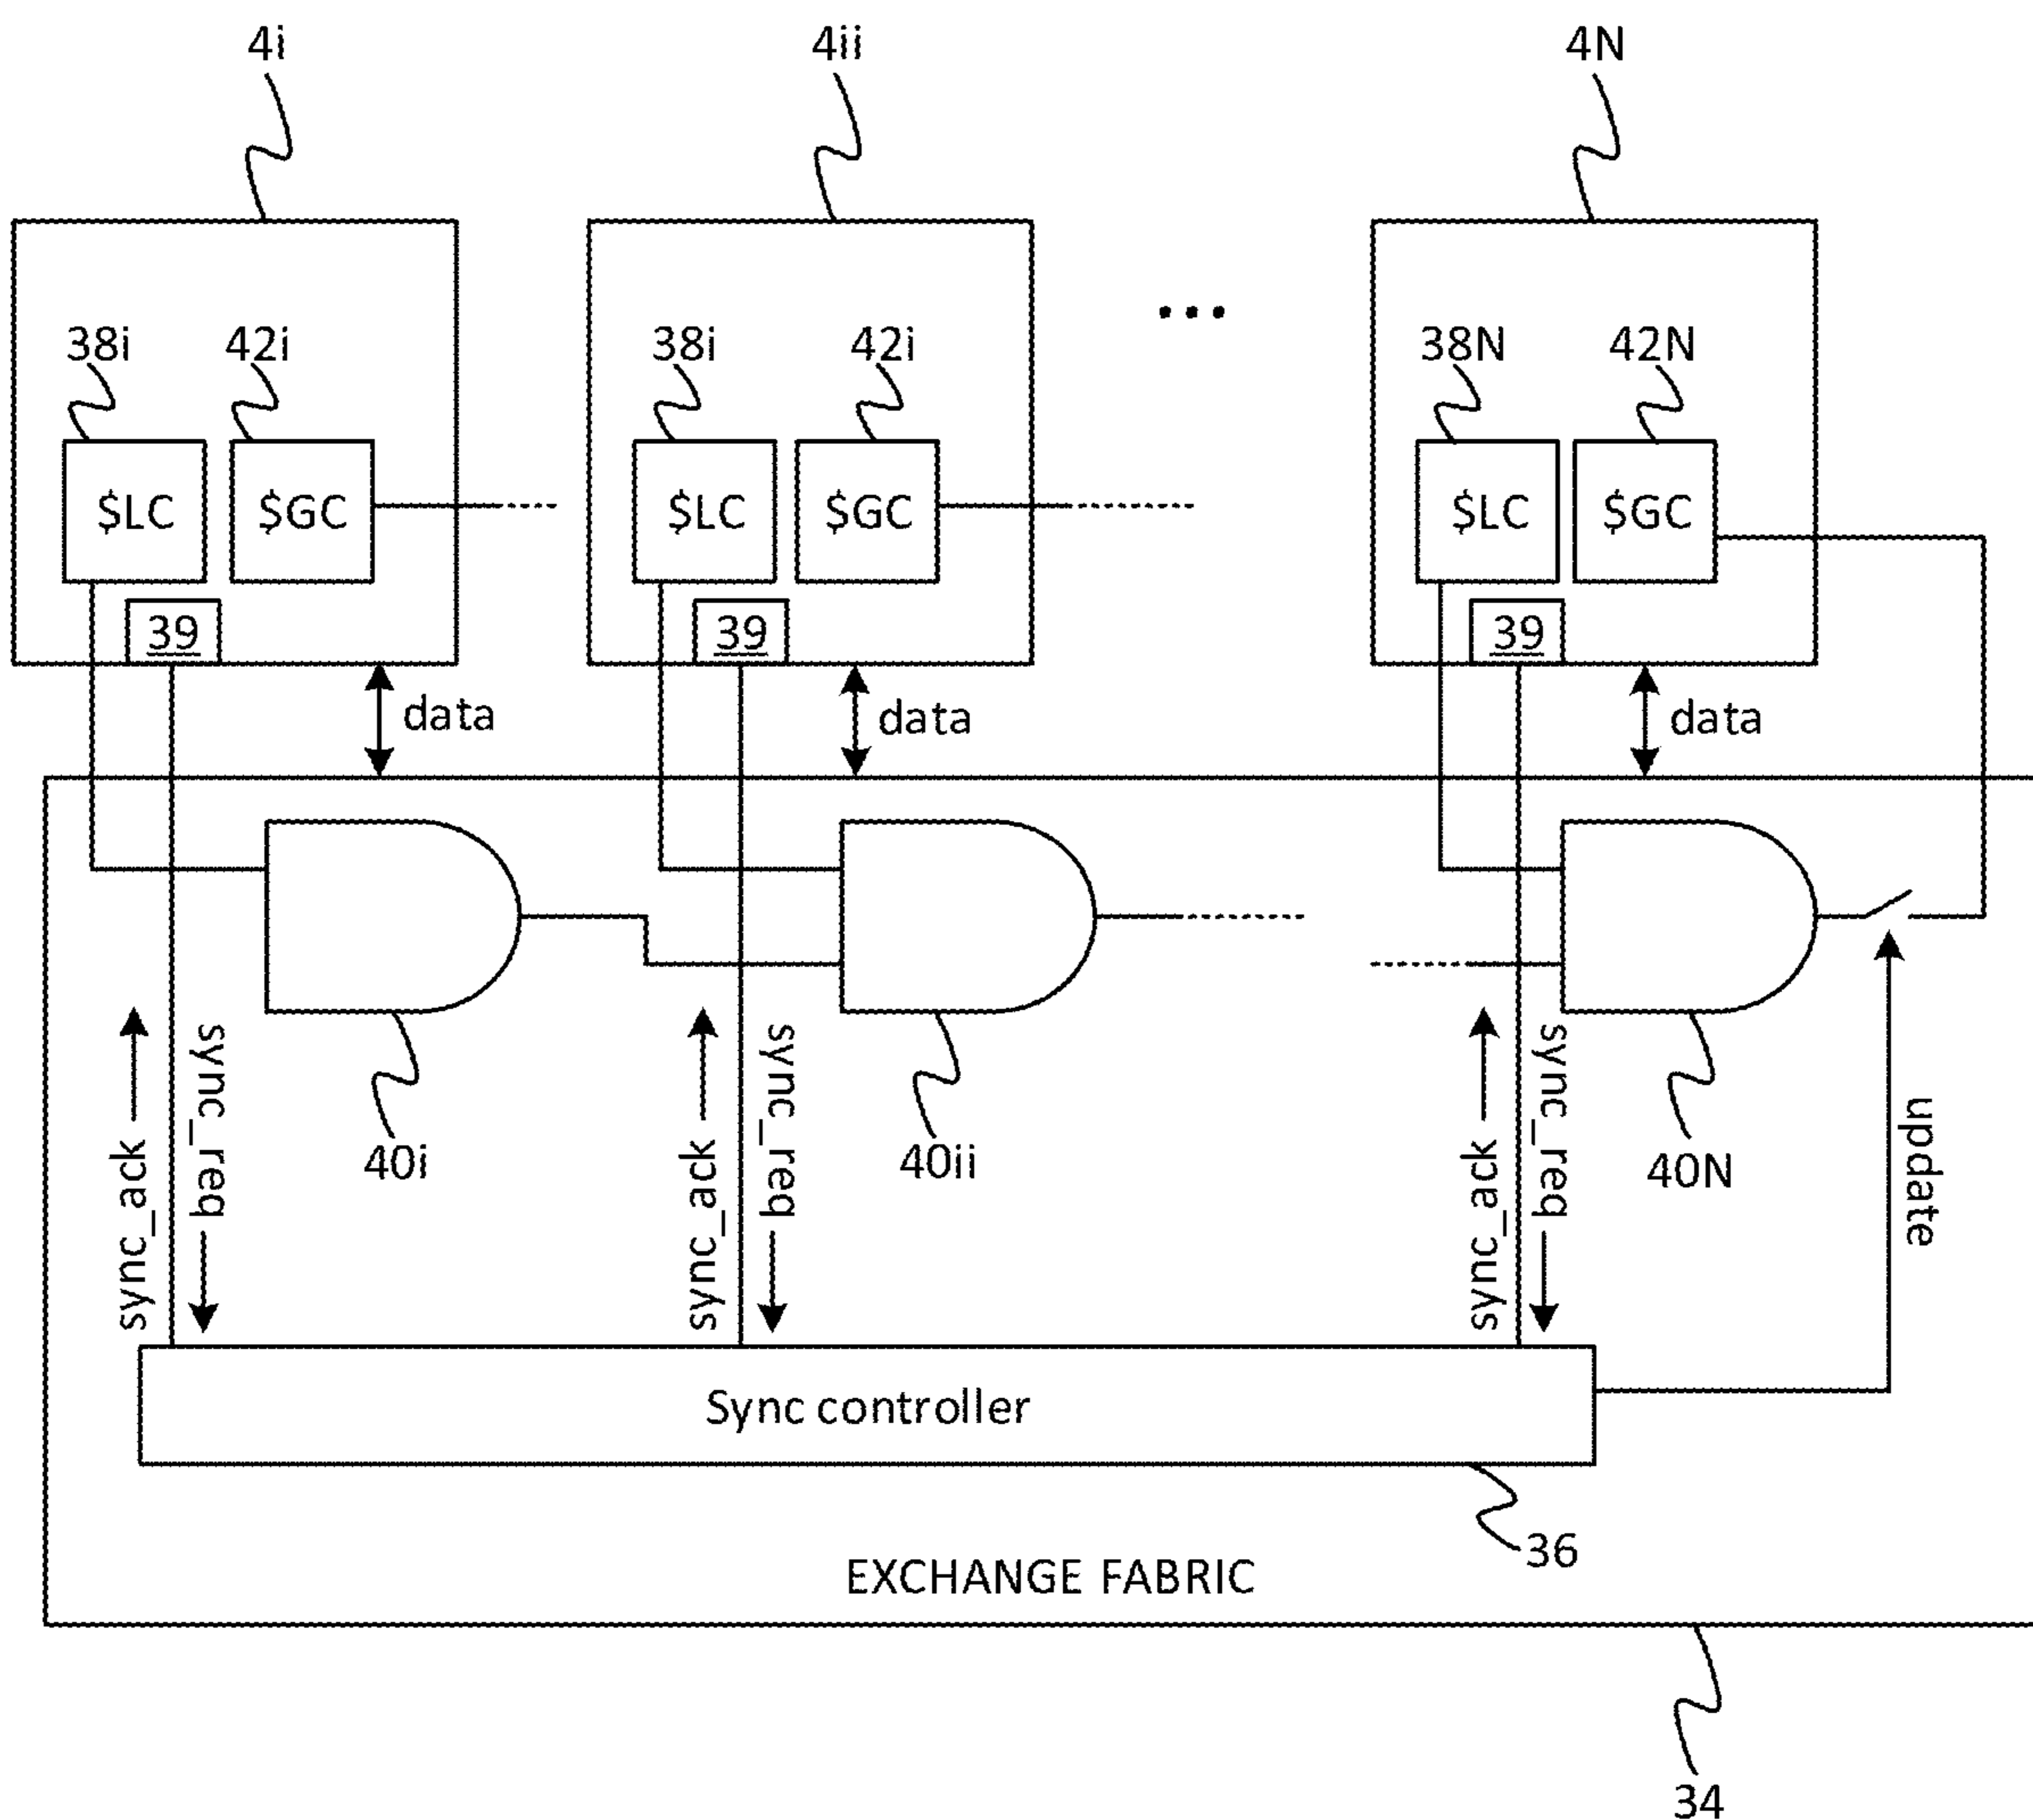 4i 4ii 4N
...
38i 42i 38i 42i 38N 42N
$LC $GC $LC $GC $LC $GC
39 39 39
data data data
sync_ack sync_req sync_ack sync_req sync_ack sync_req update
40i 40ii 40N
Sync controller
36
EXCHANGE FABRIC
34